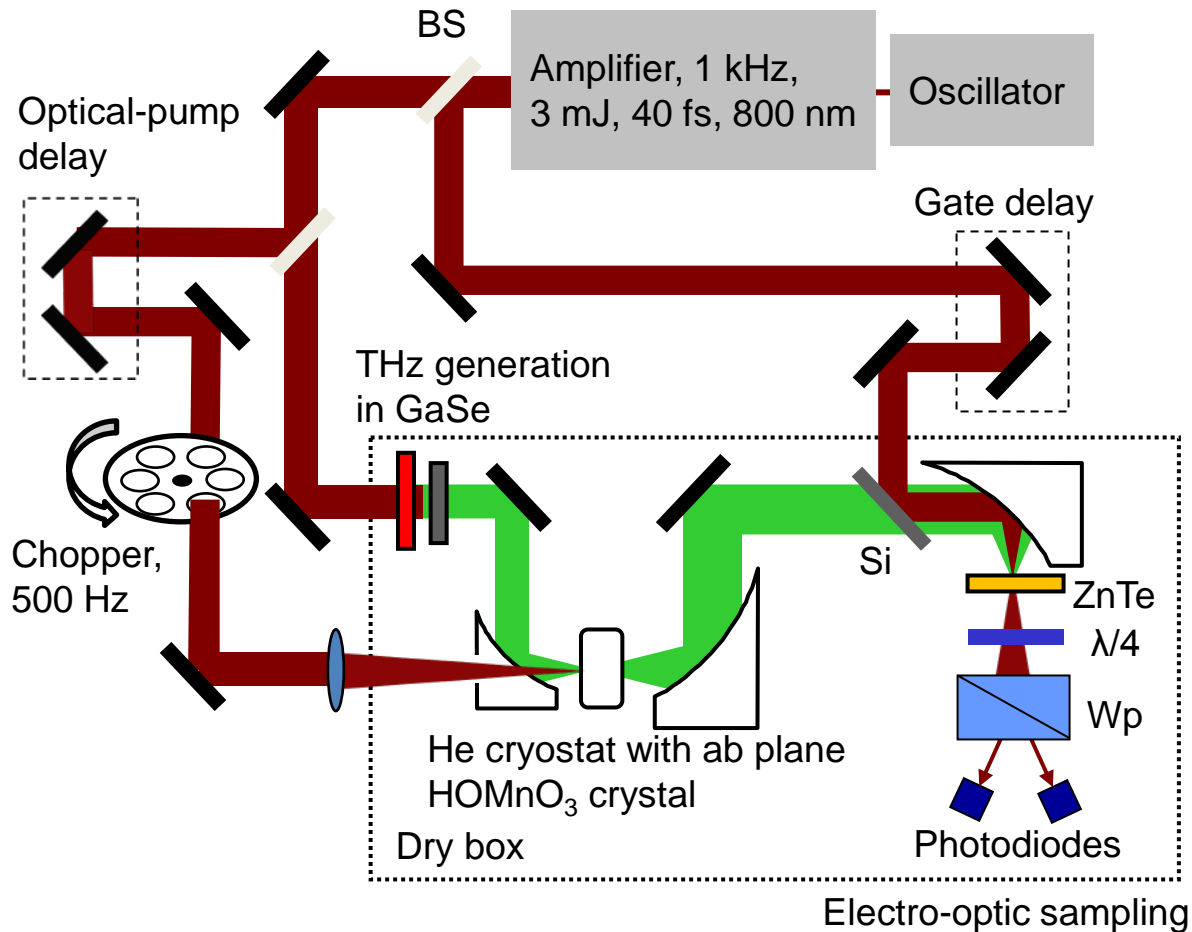 BS
Amplifier, 1 kHz,
3 mJ, 40 fs, 800 nm
Oscillator
Optical-pump
delay
Gate delay
THz generation
in GaSe
Chopper,
500 Hz
Si
ZnTe
λ/4
Wp
He cryostat with ab plane
HOMnO₃ crystal
Photodiodes
Dry box
Electro-optic sampling